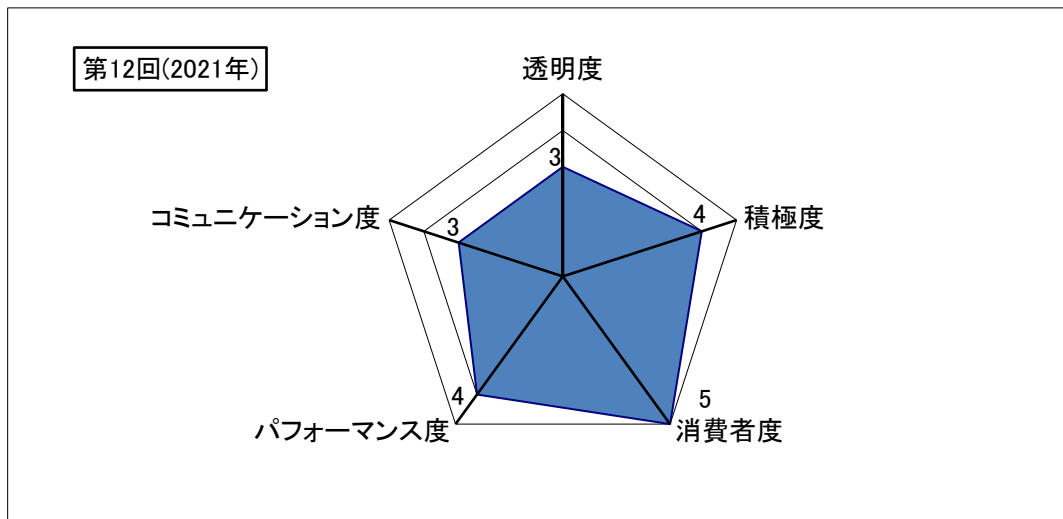 第12回(2021年)
透明度
3
4
積極度
コミュニケーション度
3
4
パフォーマンス度
5
消費者度